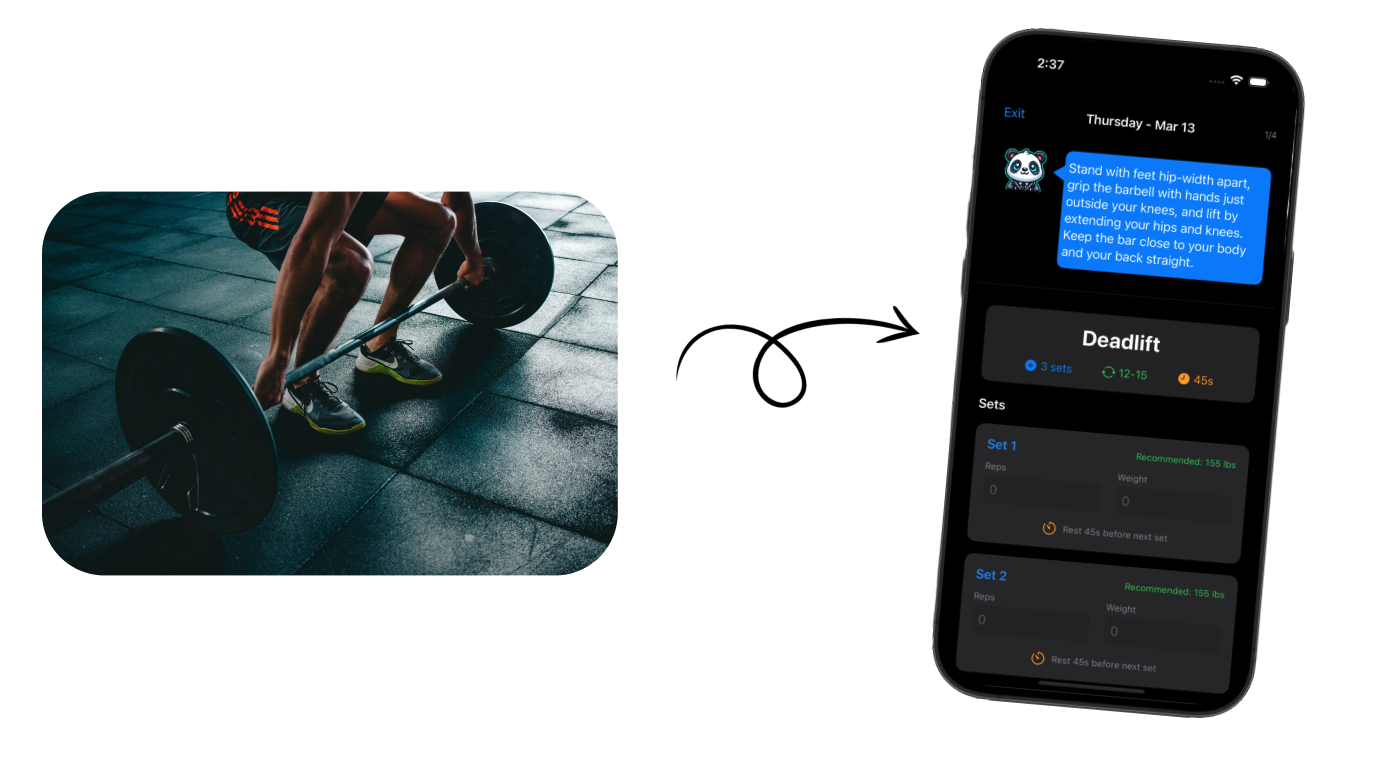 2:37
Exit
Thursday - Mar 13
1/4
Stand with feet hip-width apart,
grip the barbell with hands just
outside your knees, and lift by
extending your hips and knees.
Keep the bar close to your body
and your back straight.
Deadlift
3 sets
12-15
45s
Sets
Set 1
Recommended: 155 lbs
Reps
Weight
0
0
Rest 45s before next set
Set 2
Recommended: 155 lbs
Reps
Weight
0
0
Rest 45s before next set